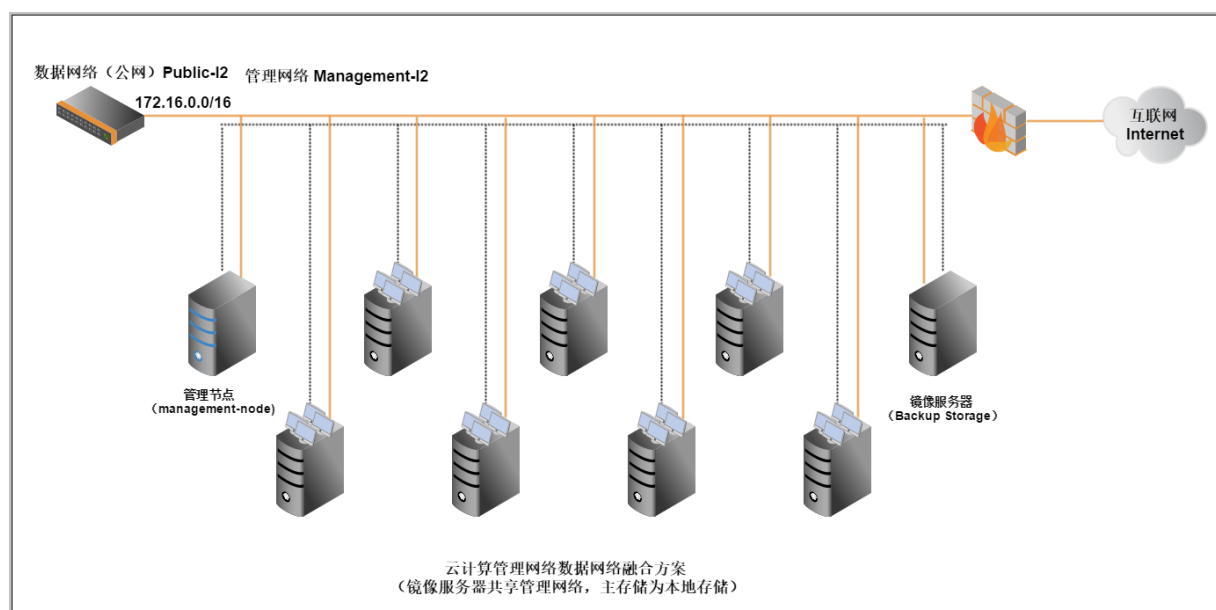 数据网络（公网）Public-l2
管理网络 Management-l2
172.16.0.0/16
互联网
Internet
管理节点
（management-node)
镜像服务器
（Backup Storage）
云计算管理网络数据网络融合方案
（镜像服务器共享管理网络，主存储为本地存储）